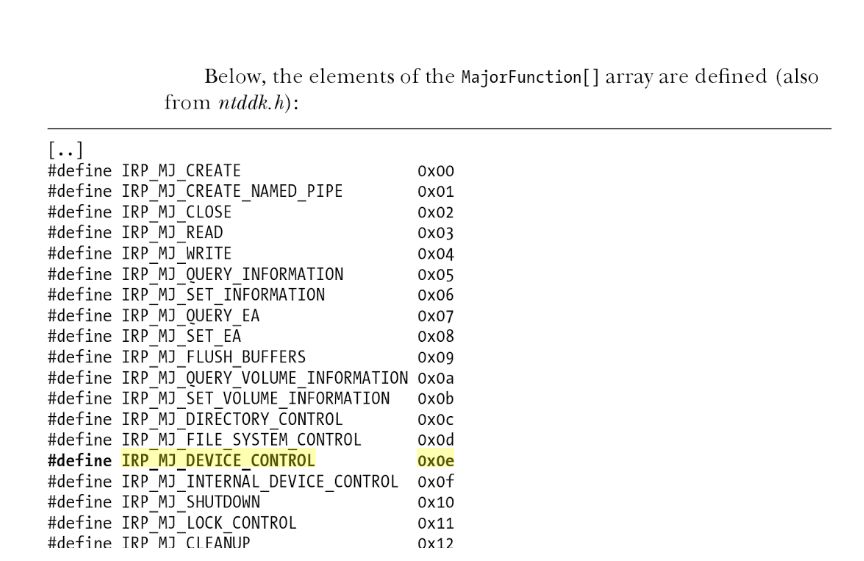 Below, the elements of the MajorFunction[] array are defined (also
from ntddk.h):
[..]
#define IRP_MJ_CREATE 0x00
#define IRP_MJ_CREATE_NAMED_PIPE 0x01
#define IRP_MJ_CLOSE 0x02
#define IRP_MJ_READ 0x03
#define IRP_MJ_WRITE 0x04
#define IRP_MJ_QUERY_INFORMATION 0x05
#define IRP_MJ_SET_INFORMATION 0x06
#define IRP_MJ_QUERY_EA 0x07
#define IRP_MJ_SET_EA 0x08
#define IRP_MJ_FLUSH_BUFFERS 0x09
#define IRP_MJ_QUERY_VOLUME_INFORMATION 0x0a
#define IRP_MJ_SET_VOLUME_INFORMATION 0x0b
#define IRP_MJ_DIRECTORY_CONTROL 0x0c
#define IRP_MJ_FILE_SYSTEM_CONTROL 0x0d
#define IRP_MJ_DEVICE_CONTROL 0x0e
#define IRP_MJ_INTERNAL_DEVICE_CONTROL 0x0f
#define IRP_MJ_SHUTDOWN 0x10
#define IRP_MJ_LOCK_CONTROL 0x11
#define IRP_MJ_CLEANUP 0x12